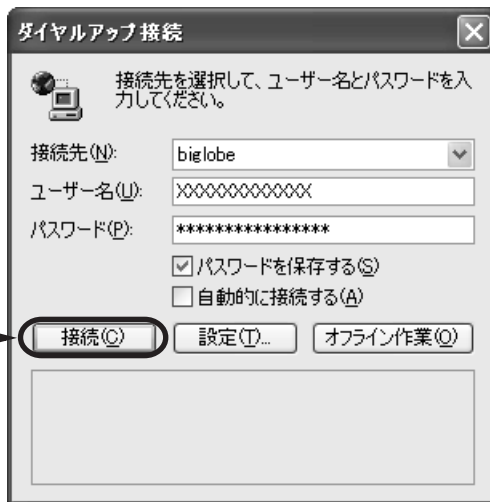 ダイヤルアップ接続
接続先を選択して、ユーザー名とパスワードを入
力してください。
接続先(N): biglobe
ユーザー名(U): XXXXXXXXXXXXX
パスワード(P): ****************
パスワードを保存する(S)
自動的に接続する(A)
接続(C) 設定(T)... オフライン作業(O)